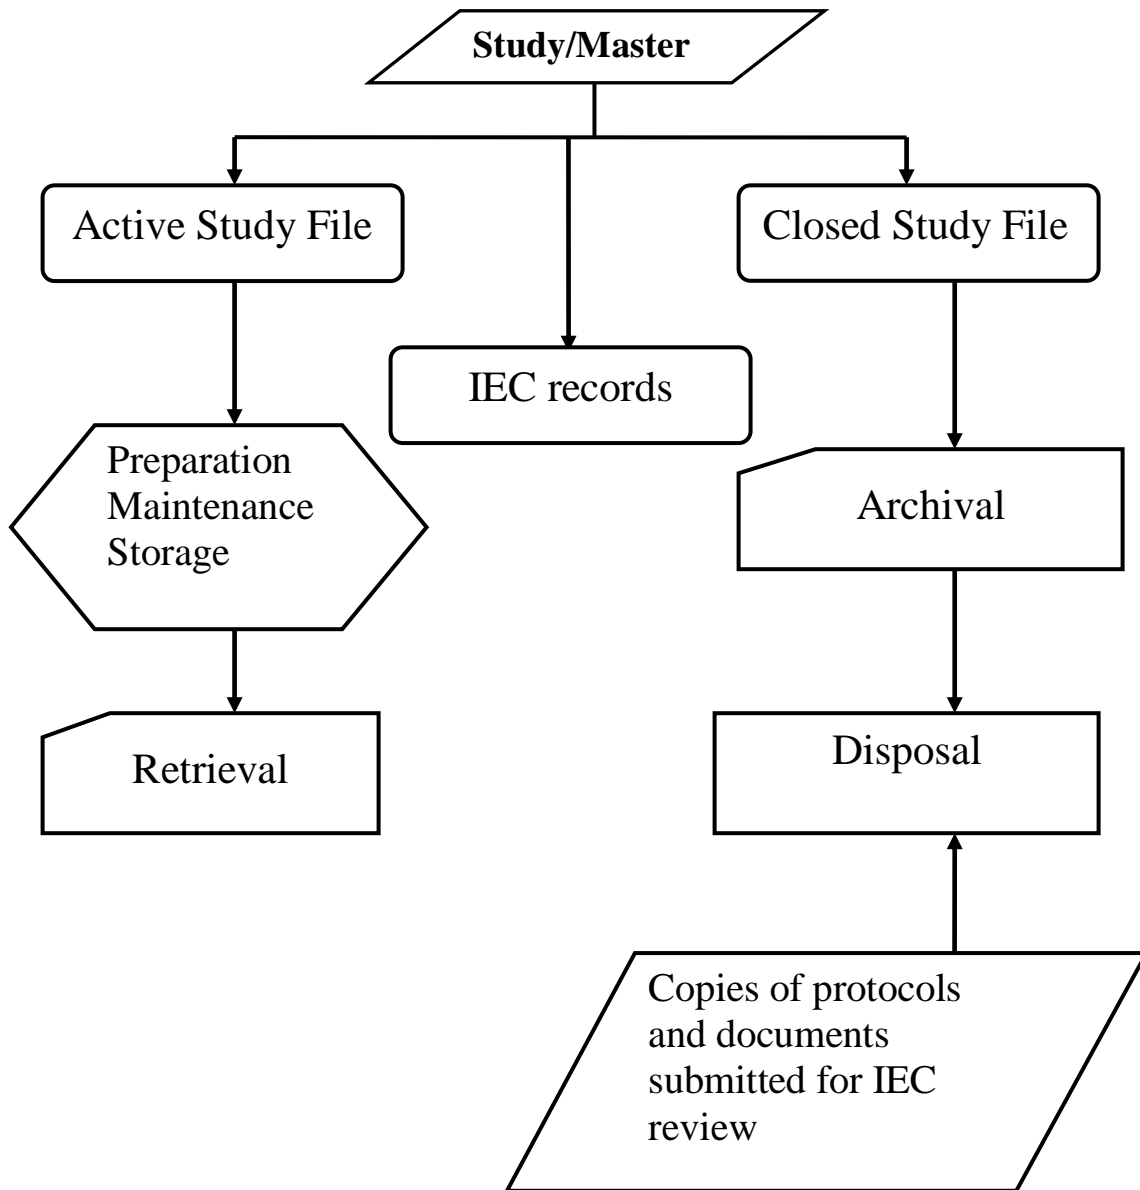 Study/Master
Active Study File
Closed Study File
IEC records
Preparation
Maintenance
Storage
Archival
Retrieval
Disposal
Copies of protocols
and documents
submitted for IEC
review